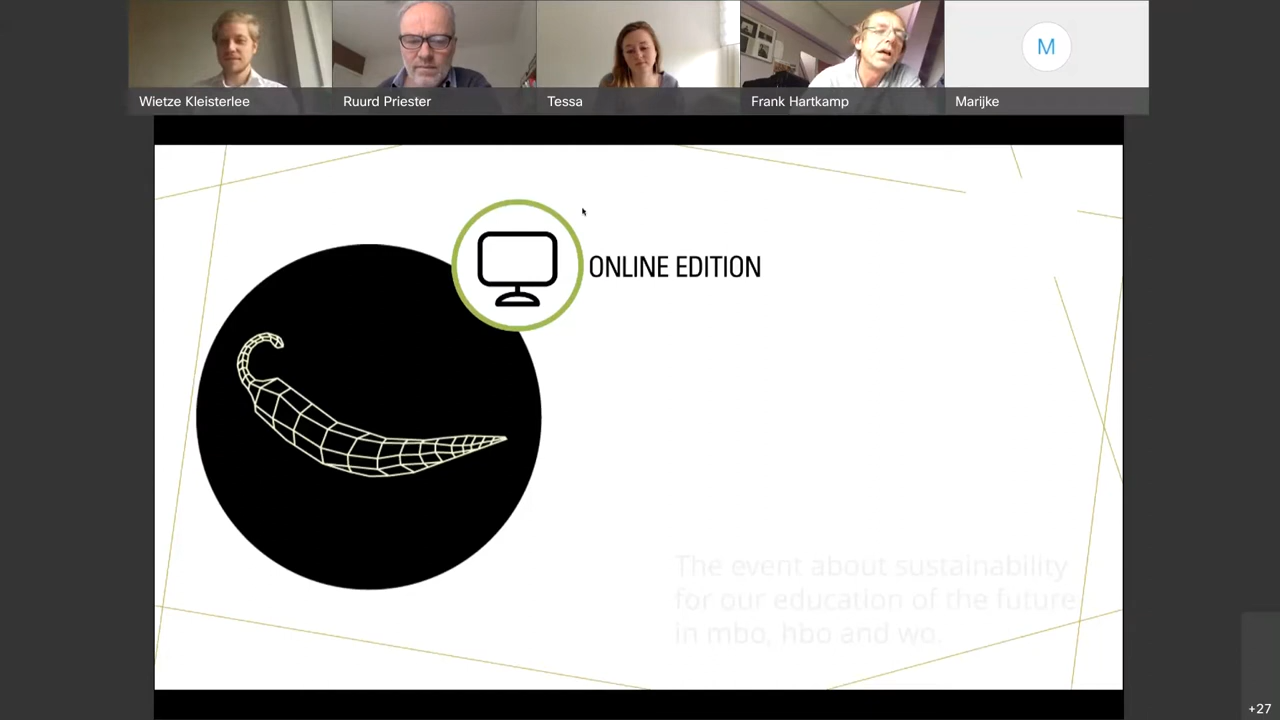 Wietze Kleisterlee
Ruurd Priester
Tessa
Frank Hartkamp
M
Marijke
ONLINE EDITION
The event about sustainability
for our education of the future
in mbo, hbo and wo.
+27